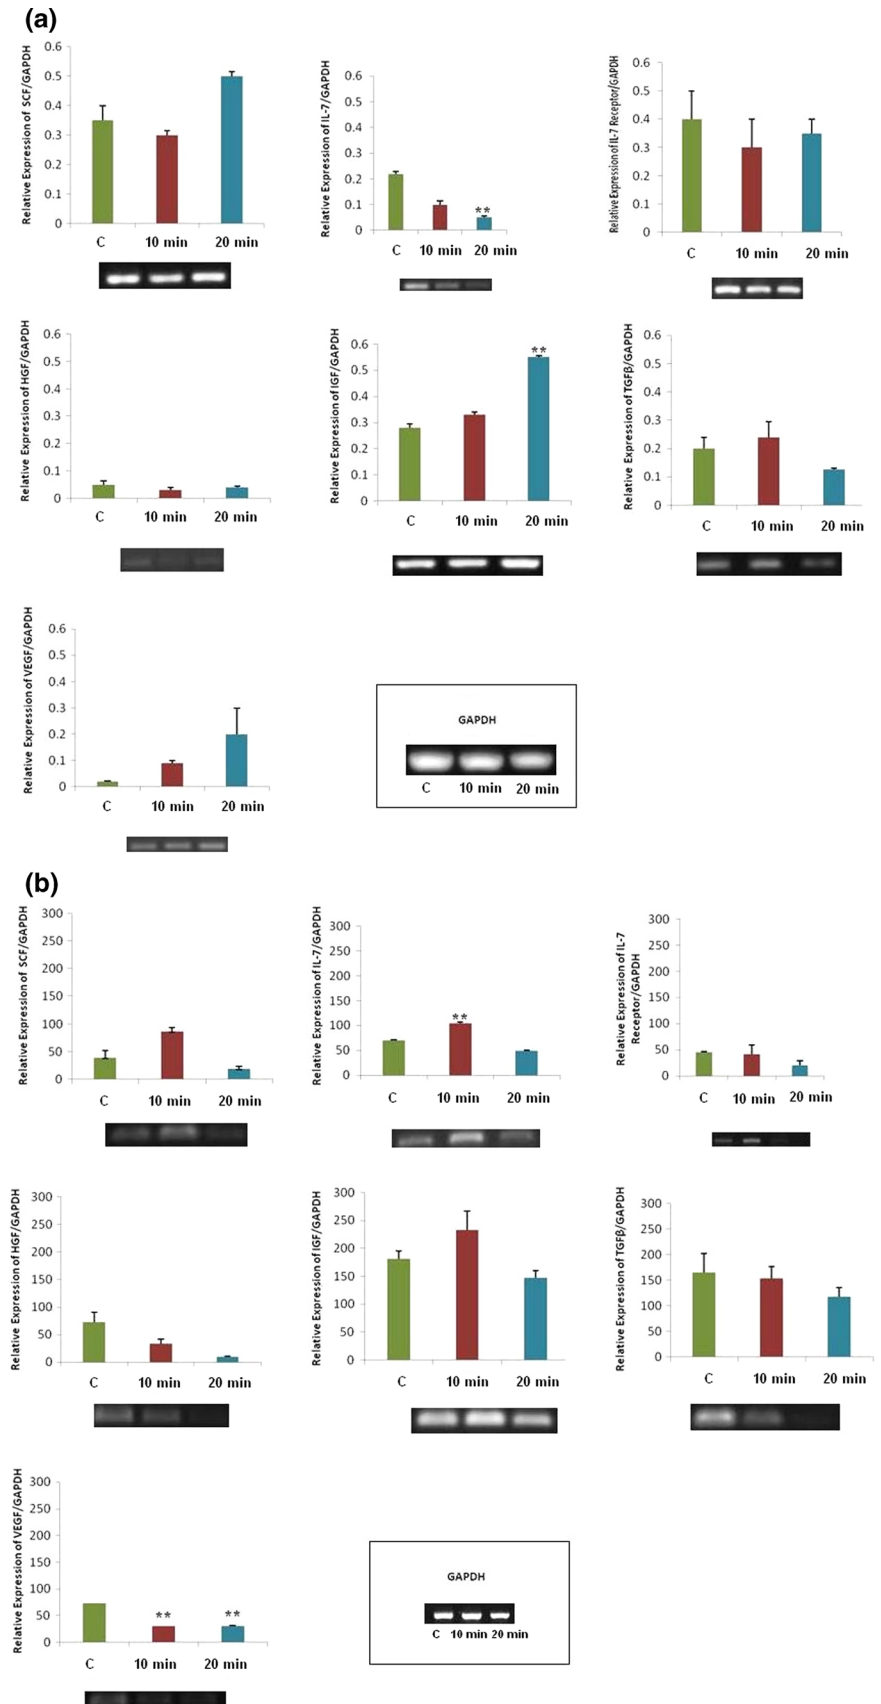 (a)
Relative Expression of SCF/GAPDH
0.6
0.5
0.4
0.3
0.2
0.1
0
C 10 min 20 min
Relative Expression of IL-7/GAPDH
0.6
0.5
0.4
0.3
0.2
0.1
0
**
C 10 min 20 min
Relative Expression of IL-7 Receptor/GAPDH
0.6
0.5
0.4
0.3
0.2
0.1
0
C 10 min 20 min
Relative Expression of HGF/GAPDH
0.6
0.5
0.4
0.3
0.2
0.1
0
C 10 min 20 min
Relative Expression of IGF/GAPDH
0.6
0.5
0.4
0.3
0.2
0.1
0
**
C 10 min 20 min
Relative Expression of TGFβ/GAPDH
0.6
0.5
0.4
0.3
0.2
0.1
0
C 10 min 20 min
Relative Expression of VEGF/GAPDH
0.6
0.5
0.4
0.3
0.2
0.1
0
C 10 min 20 min
GAPDH
C 10 min 20 min
(b)
Relative Expression of SCF/GAPDH
300
250
200
150
100
50
0
C 10 min 20 min
Relative Expression of IL-7/GAPDH
300
250
200
150
100
50
0
**
C 10 min 20 min
Relative Expression of IL-7
Receptor/GAPDH
300
250
200
150
100
50
0
C 10 min 20 min
Relative Expression of HGF/GAPDH
300
250
200
150
100
50
0
C 10 min 20 min
Relative Expression of IGF/GAPDH
300
250
200
150
100
50
0
C 10 min 20 min
Relative Expression of TGFβ/GAPDH
300
250
200
150
100
50
0
C 10 min 20 min
Relative Expression of VEGF/GAPDH
300
250
200
150
100
50
0
** **
C 10 min 20 min
GAPDH
C 10 min 20 min